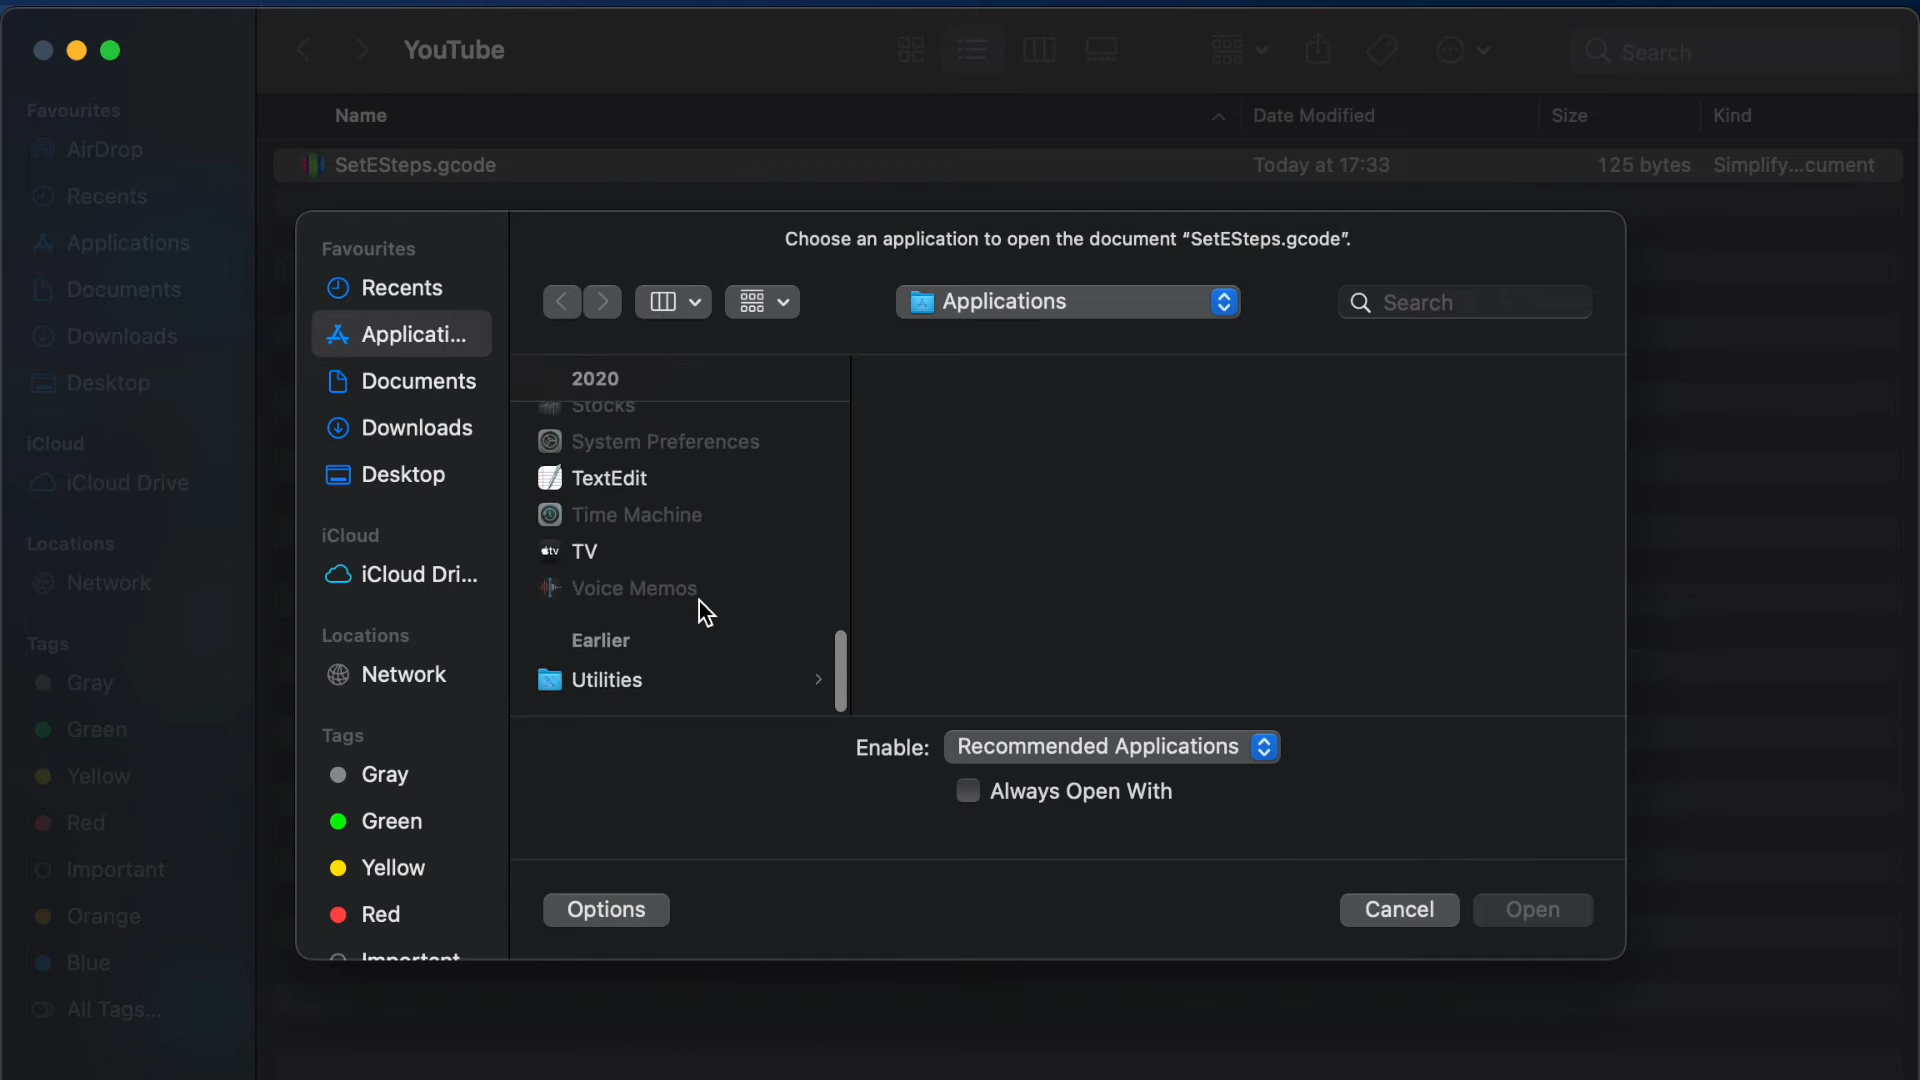 YouTube
Search
Favourites
AirDrop
Recents
Applications
Documents
Downloads
Desktop
iCloud
iCloud Drive
Locations
Network
Tags
Gray
Green
Yellow
Red
Important
Orange
Blue
All Tags...
Name
Date Modified
Size
Kind
SetESteps.gcode
Today at 17:33
125 bytes
Simplify...cument
Choose an application to open the document “SetESteps.gcode”.
Favourites
Recents
Applicati...
Documents
Downloads
Desktop
iCloud
iCloud Dri...
Locations
Network
Tags
Gray
Green
Yellow
Red
Important
Applications
Search
2020
Stocks
System Preferences
TextEdit
Time Machine
tv TV
Voice Memos
Earlier
Utilities
Enable: Recommended Applications
Always Open With
Options
Cancel
Open